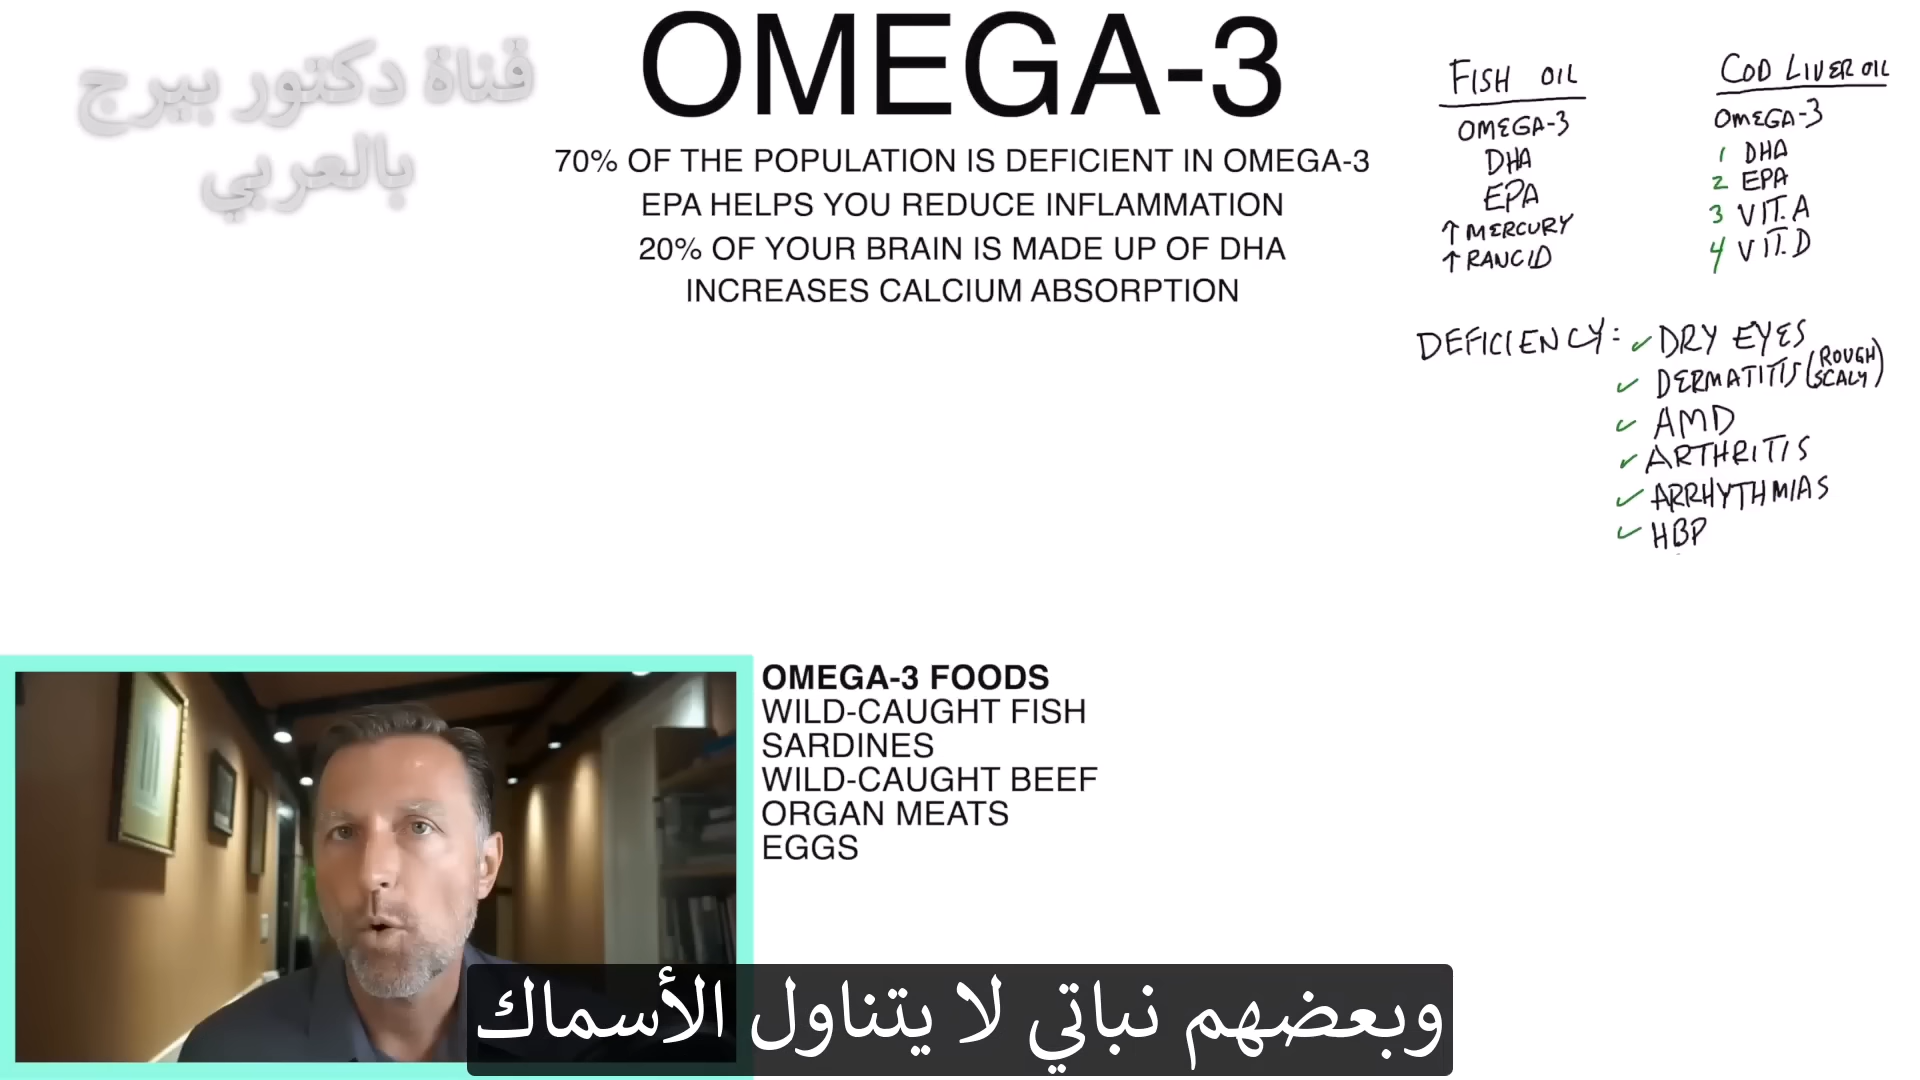 قناة دكتور بيرج
بالعربي
OMEGA-3
70% OF THE POPULATION IS DEFICIENT IN OMEGA-3
EPA HELPS YOU REDUCE INFLAMMATION
20% OF YOUR BRAIN IS MADE UP OF DHA
INCREASES CALCIUM ABSORPTION
FISH OIL
OMEGA-3
DHA
EPA
↑ MERCURY
↑ RANCID
COD LIVER OIL
OMEGA-3
1 DHA
2 EPA
3 VIT. A
4 VIT. D
DEFICIENCY: ✓ DRY EYES
✓ DERMATITIS (ROUGH SCALY)
✓ AMD
✓ ARTHRITIS
✓ ARRHYTHMIAS
✓ HBP
OMEGA-3 FOODS
WILD-CAUGHT FISH
SARDINES
WILD-CAUGHT BEEF
ORGAN MEATS
EGGS
وبعضهم نباتي لا يتناول الأسماك